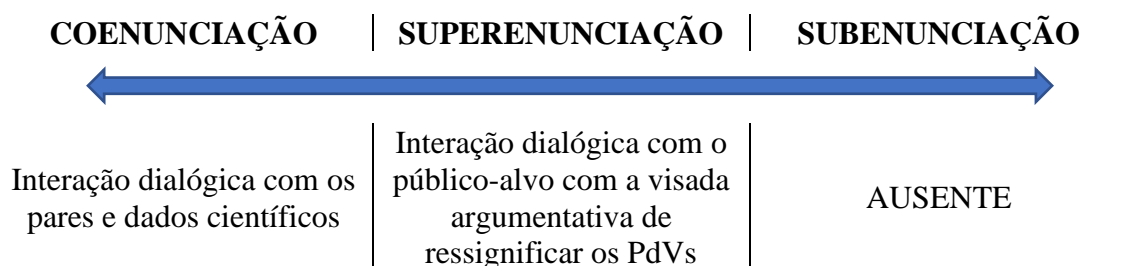 COENUNCIAÇÃO SUPERENUNCIAÇÃO SUBENUNCIAÇÃO
Interação dialógica com os
pares e dados científicos
Interação dialógica com o
público-alvo com a visada
argumentativa de
ressignificar os PdVs
AUSENTE